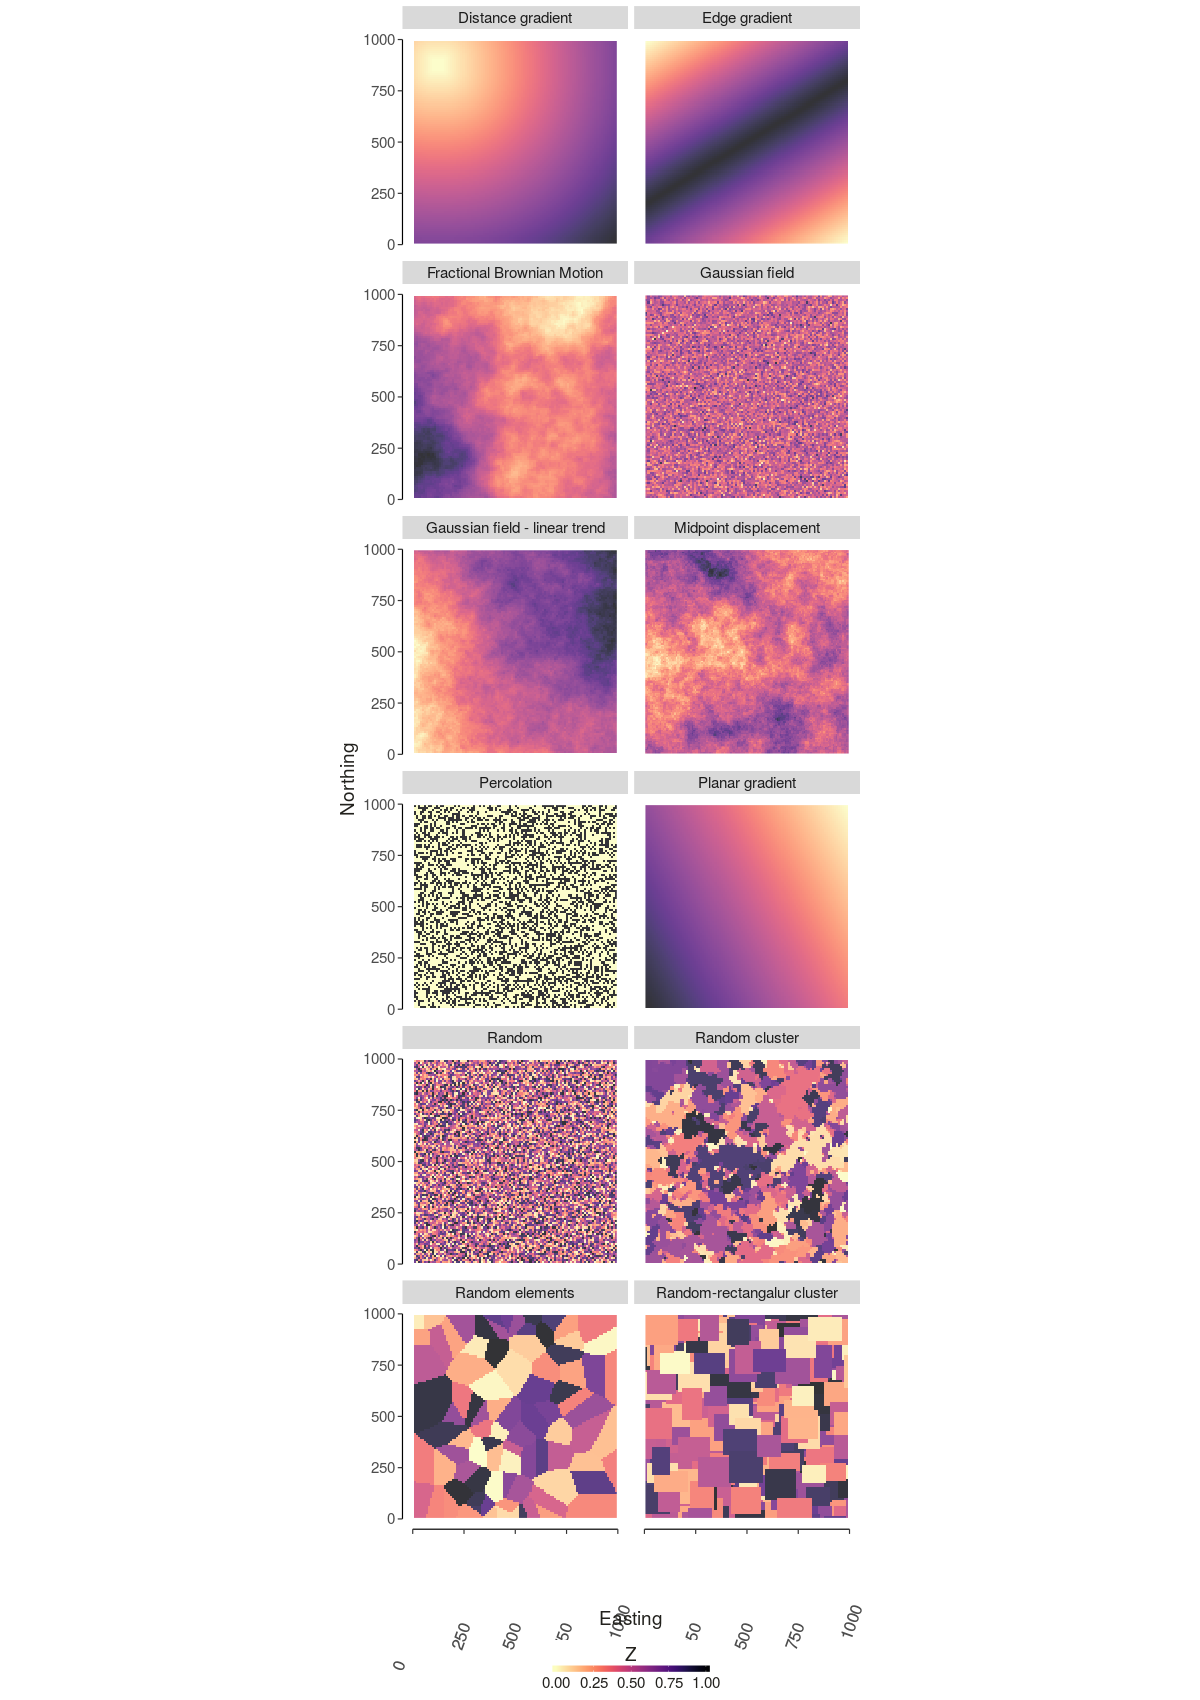 Distance gradient Edge gradient
1000
750
500
250
0
Fractional Brownian Motion Gaussian field
1000
750
500
250
0
Gaussian field - linear trend Midpoint displacement
1000
750
500
250
0
Northing
Percolation Planar gradient
1000
750
500
250
0
Random Random cluster
1000
750
500
250
0
Random elements Random-rectangalur cluster
1000
750
500
250
0
0 250 500 50 1000 50 500 750 1000
Easting
Z
0.00 0.25 0.50 0.75 1.00